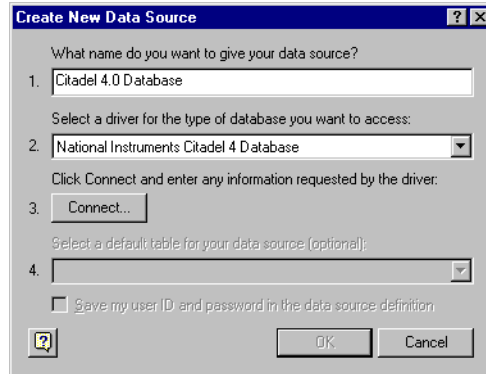 Create New Data Source
What name do you want to give your data source?
1. Citadel 4.0 Database
Select a driver for the type of database you want to access:
2. National Instruments Citadel 4 Database
Click Connect and enter any information requested by the driver:
3. Connect...
Select a default table for your data source (optional):
4.
Save my user ID and password in the data source definition
OK Cancel